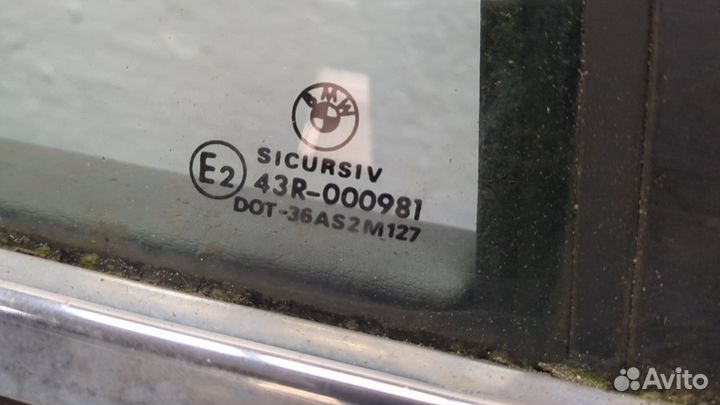 BMW
SICURSIV
E2
43R-000981
DOT-36AS2M127
Avito